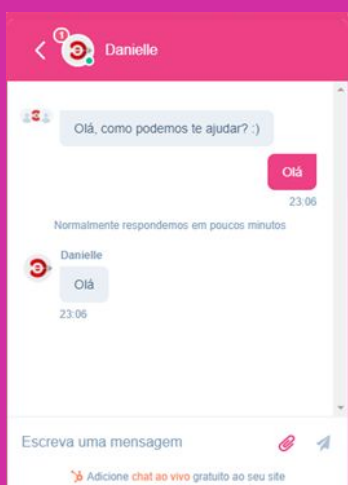 1
Danielle
Olá, como podemos te ajudar? :)
Olá
23:06
Normalmente respondemos em poucos minutos
Danielle
Olá
23:06
Escreva uma mensagem
Adicione chat ao vivo gratuito ao seu site